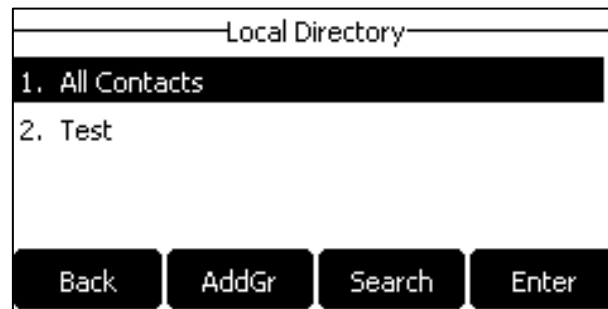 Local Directory
1. All Contacts
2. Test
Back AddGr Search Enter